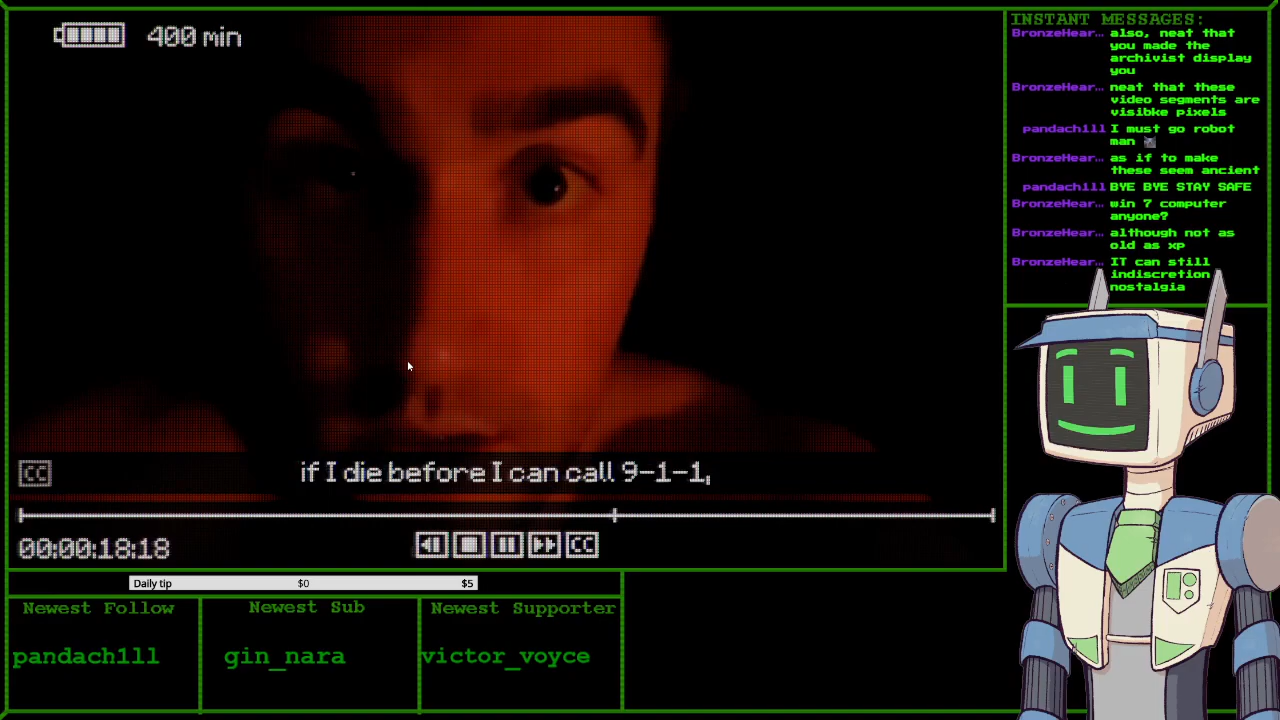 400 min
CC
if I die before I can call 9-1-1,
00:00:18:18
CC
Daily tip $0 $5
Newest Follow
pandach1ll
Newest Sub
gin_nara
Newest Supporter
victor_voyce
INSTANT MESSAGES:
BronzeHear… also, neat that
you made the
archivist display
you
BronzeHear… neat that these
video segments are
visibke pixels
pandach1ll I must go robot
man
BronzeHear… as if to make
these seem ancient
pandach1ll BYE BYE STAY SAFE
BronzeHear… win 7 computer
anyone?
BronzeHear… although not as
old as xp
BronzeHear… IT can still
indiscretion
nostalgia